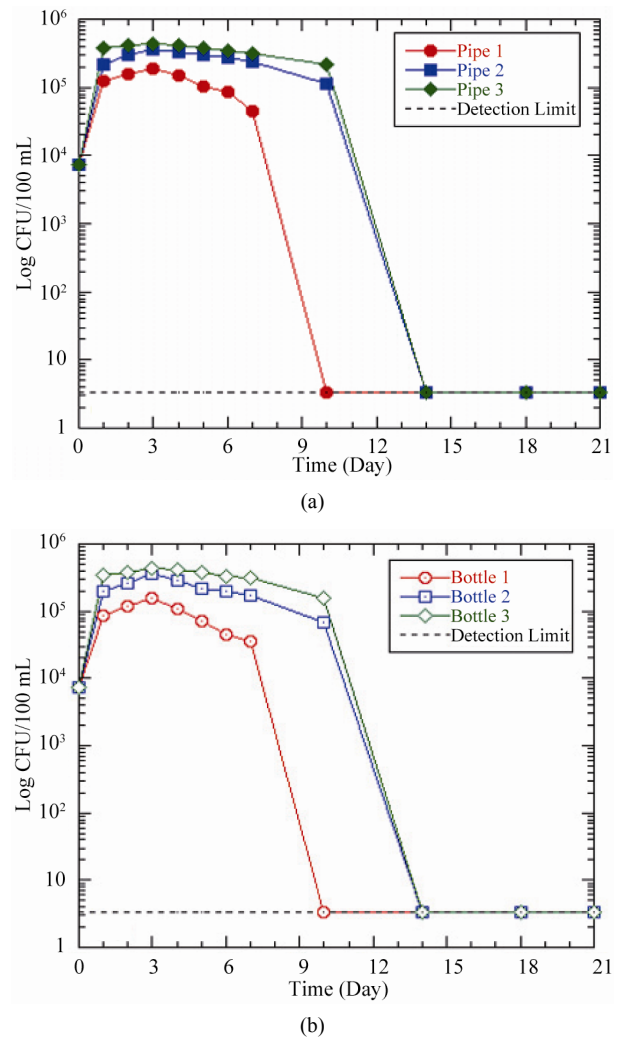 10⁶
10⁵
10⁴
10³
10²
10
1
Log CFU/100 mL
Pipe 1
Pipe 2
Pipe 3
Detection Limit
0 3 6 9 12 15 18 21
Time (Day)
(a)
10⁶
10⁵
10⁴
10³
10²
10
1
Log CFU/100 mL
Bottle 1
Bottle 2
Bottle 3
Detection Limit
0 3 6 9 12 15 18 21
Time (Day)
(b)